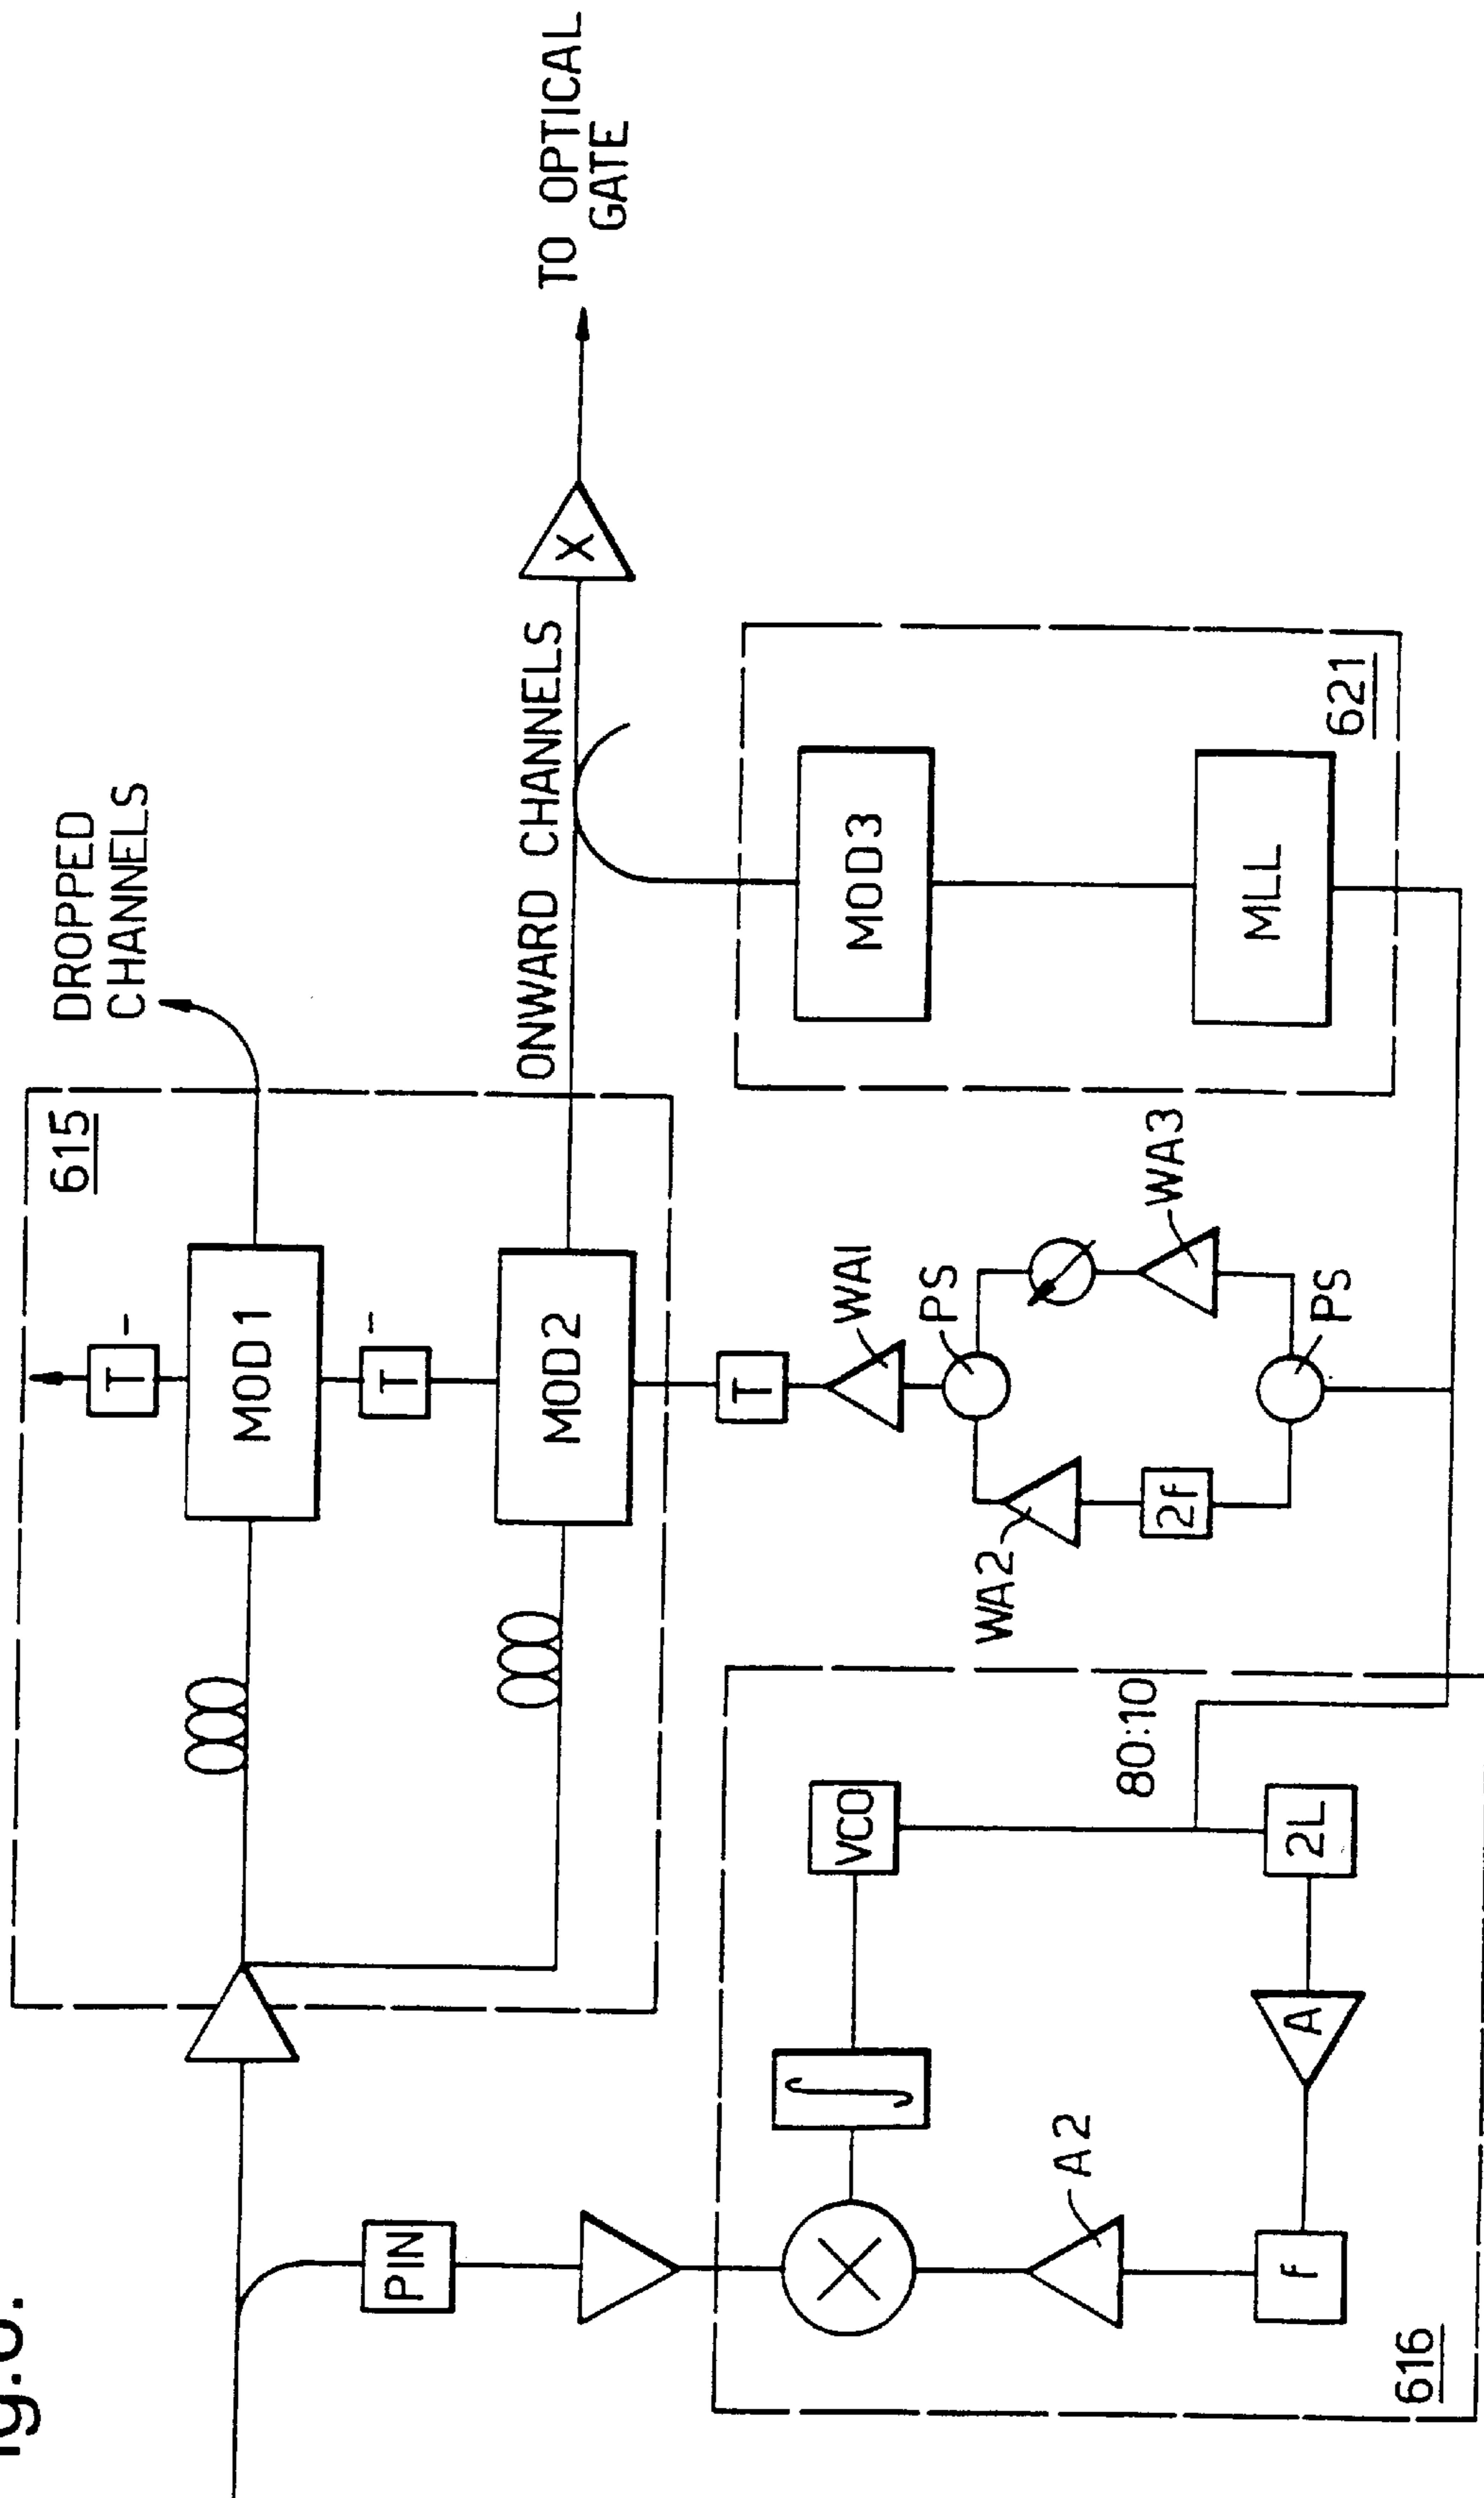 DROPPED
CHANNELS
615
T
MOD1
T
MOD2
ONWARD CHANNELS
X
TO OPTICAL
GATE
PIN
T
WA1
PS
WA2
WA3
2f
PS
MOD3
MLL
621
VCO
80:10
2L
∫
A
A2
f
616